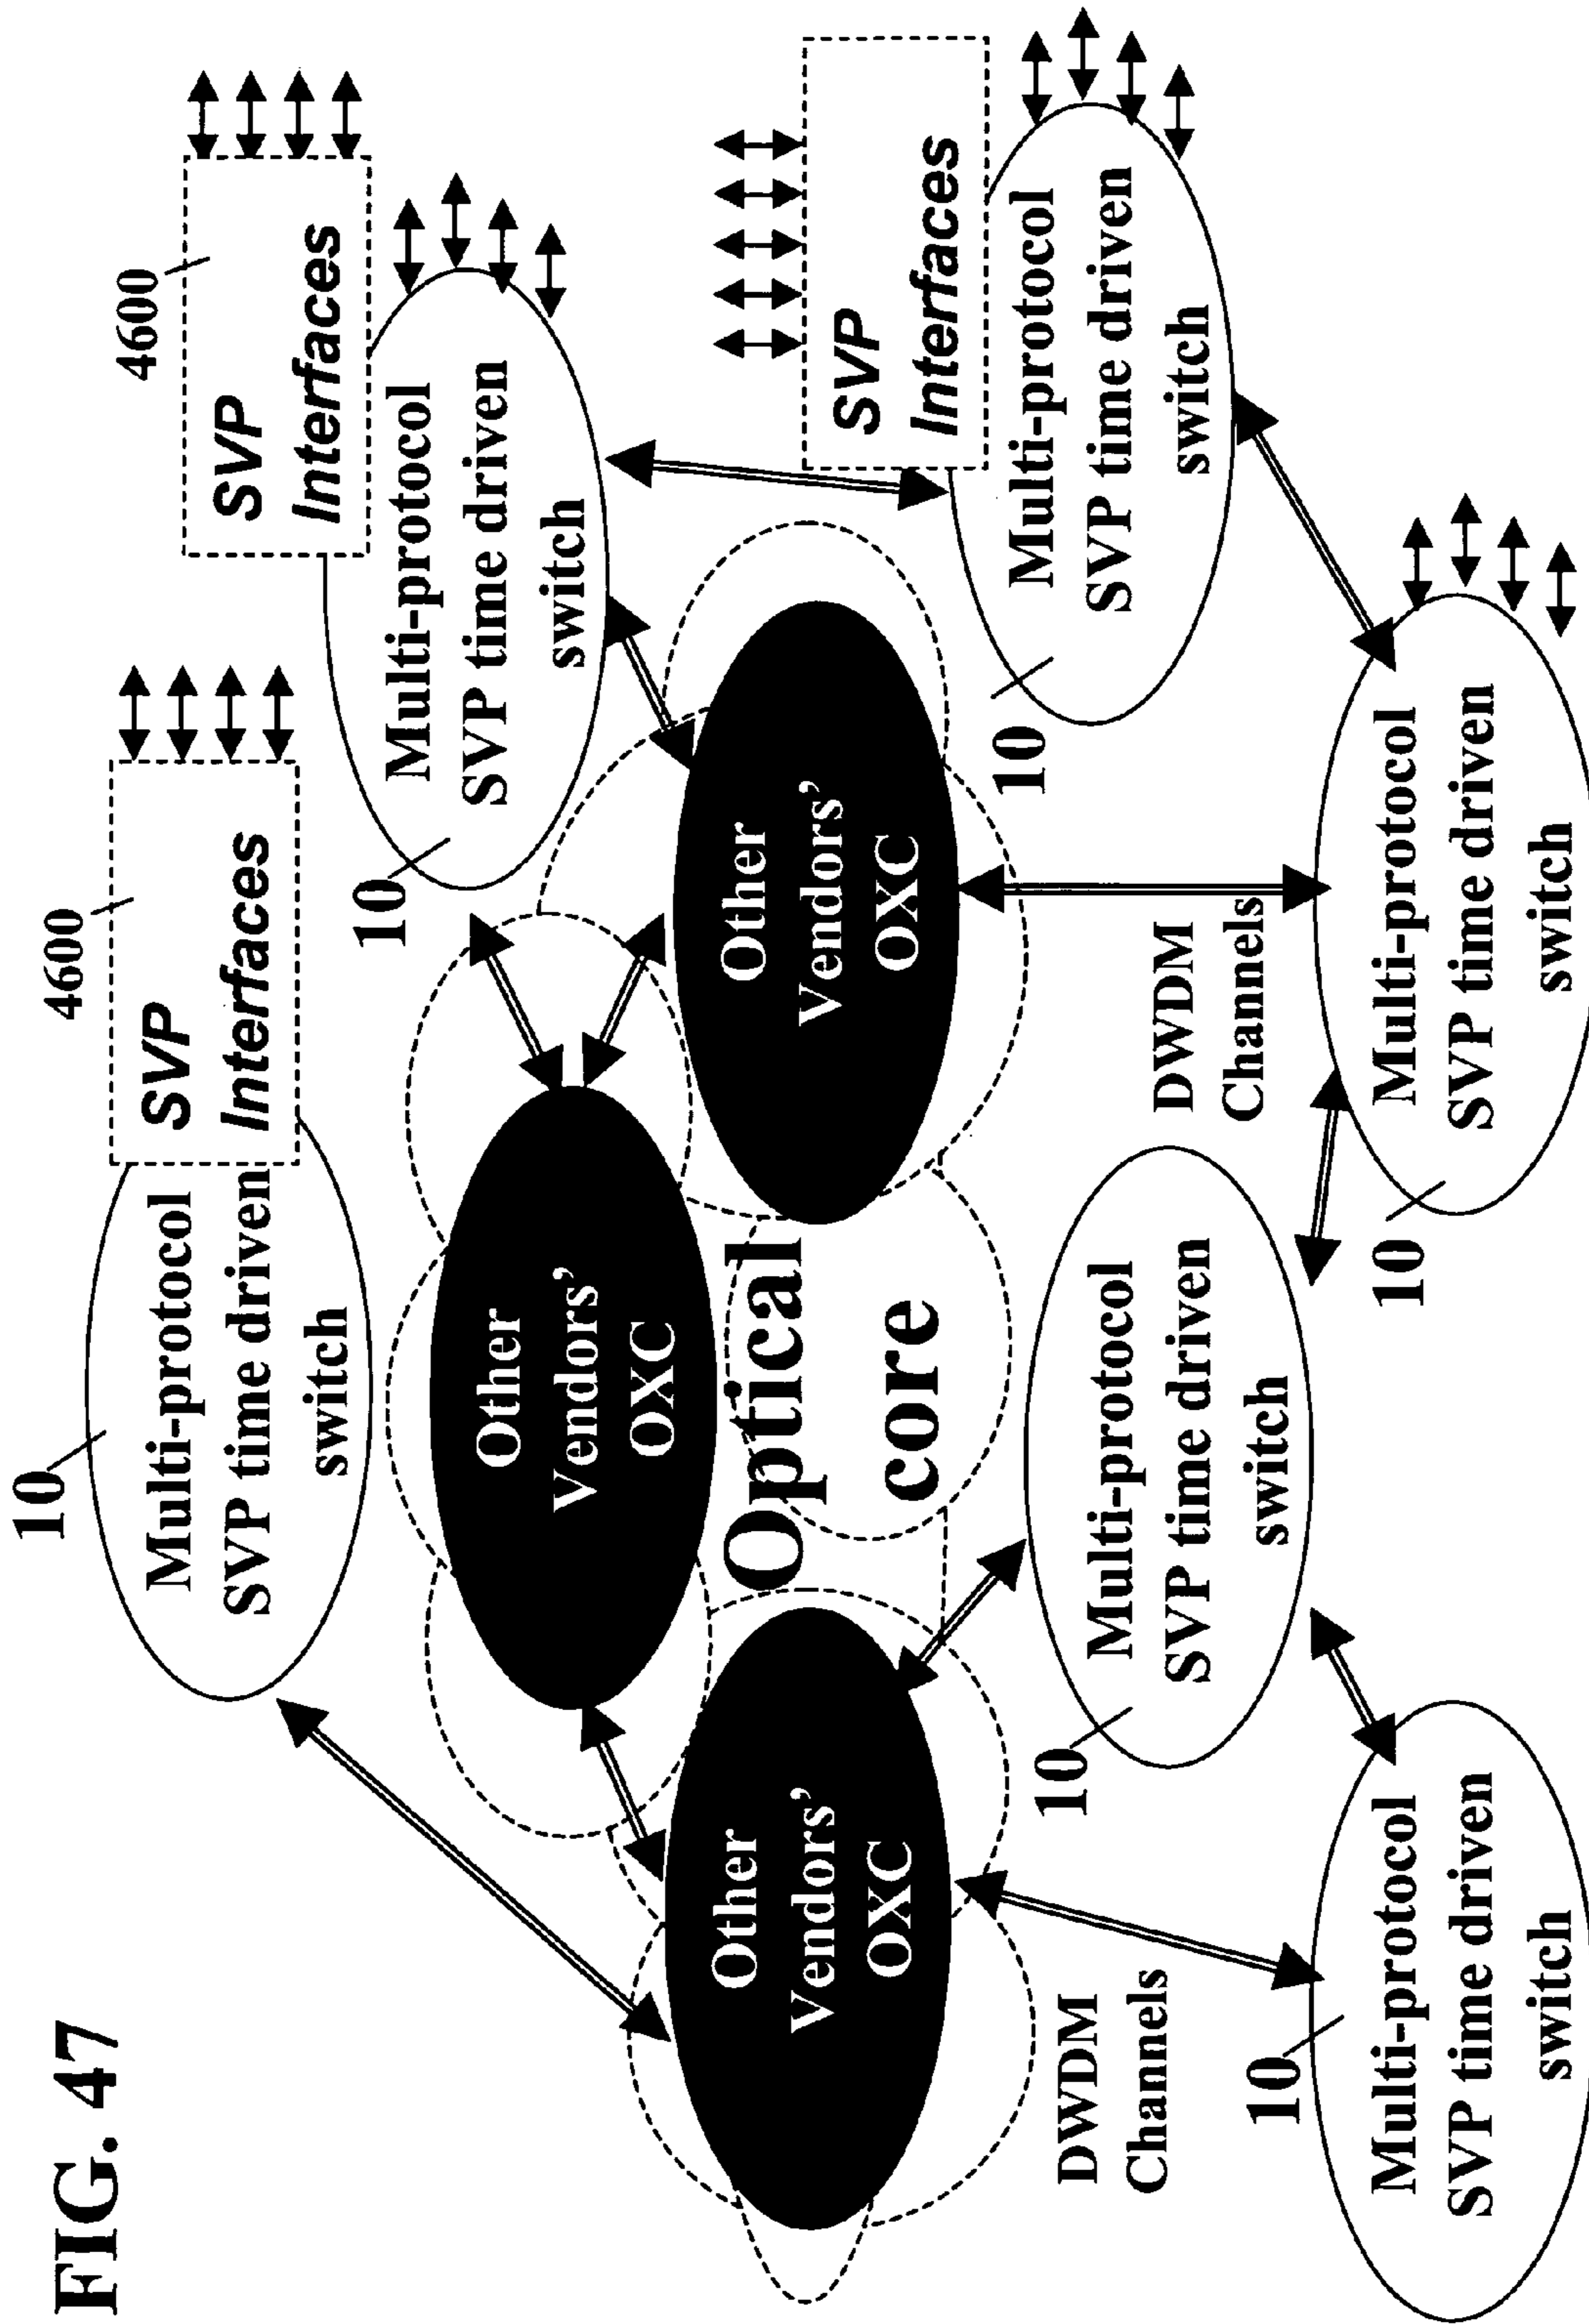 FIG. 47
10
Multi-protocol
SVP time driven
switch
4600
SVP
Interfaces
4600
SVP
Interfaces
10
Multi-protocol
SVP time driven
switch
Other
Vendors’
OXC
Other
Vendors’
OXC
Other
Vendors’
OXC
Optical
core
SVP
Interfaces
10
Multi-protocol
SVP time driven
switch
DWDM
Channels
10
Multi-protocol
SVP time driven
switch
DWDM
Channels
10
Multi-protocol
SVP time driven
switch
10
Multi-protocol
SVP time driven
switch